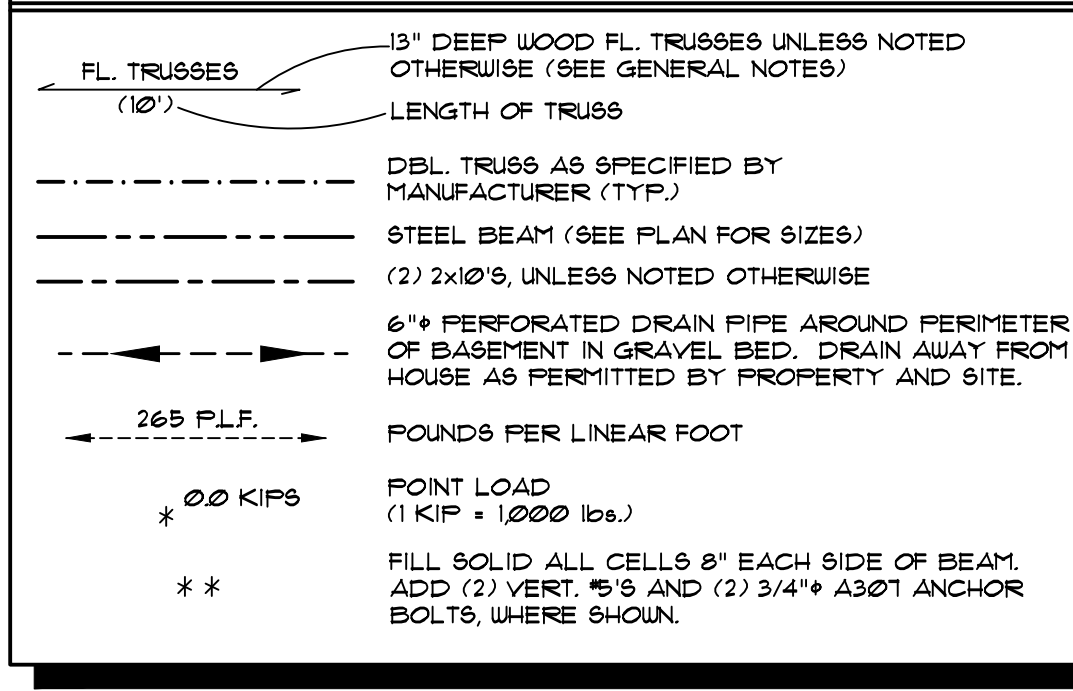 FL. TRUSSES
(10')
13" DEEP WOOD FL. TRUSSES UNLESS NOTED
OTHERWISE (SEE GENERAL NOTES)
LENGTH OF TRUSS
DBL. TRUSS AS SPECIFIED BY
MANUFACTURER (TYP.)
STEEL BEAM (SEE PLAN FOR SIZES)
(2) 2x10'S, UNLESS NOTED OTHERWISE
6"φ PERFORATED DRAIN PIPE AROUND PERIMETER
OF BASEMENT IN GRAVEL BED. DRAIN AWAY FROM
HOUSE AS PERMITTED BY PROPERTY AND SITE.
265 P.L.F.
POUNDS PER LINEAR FOOT
* 0.0 KIPS
POINT LOAD
(1 KIP = 1,000 lbs.)
* *
FILL SOLID ALL CELLS 8" EACH SIDE OF BEAM.
ADD (2) VERT. #5'S AND (2) 3/4"φ A307 ANCHOR
BOLTS, WHERE SHOWN.